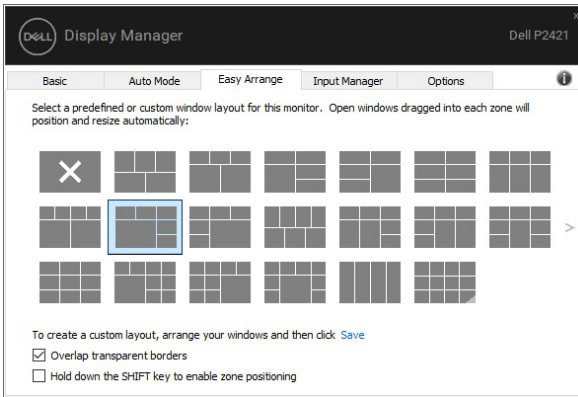 DELL Display Manager Dell P2421
x
Basic Auto Mode Easy Arrange Input Manager Options
Select a predefined or custom window layout for this monitor. Open windows dragged into each zone will
position and resize automatically:
>
To create a custom layout, arrange your windows and then click Save
Overlap transparent borders
Hold down the SHIFT key to enable zone positioning